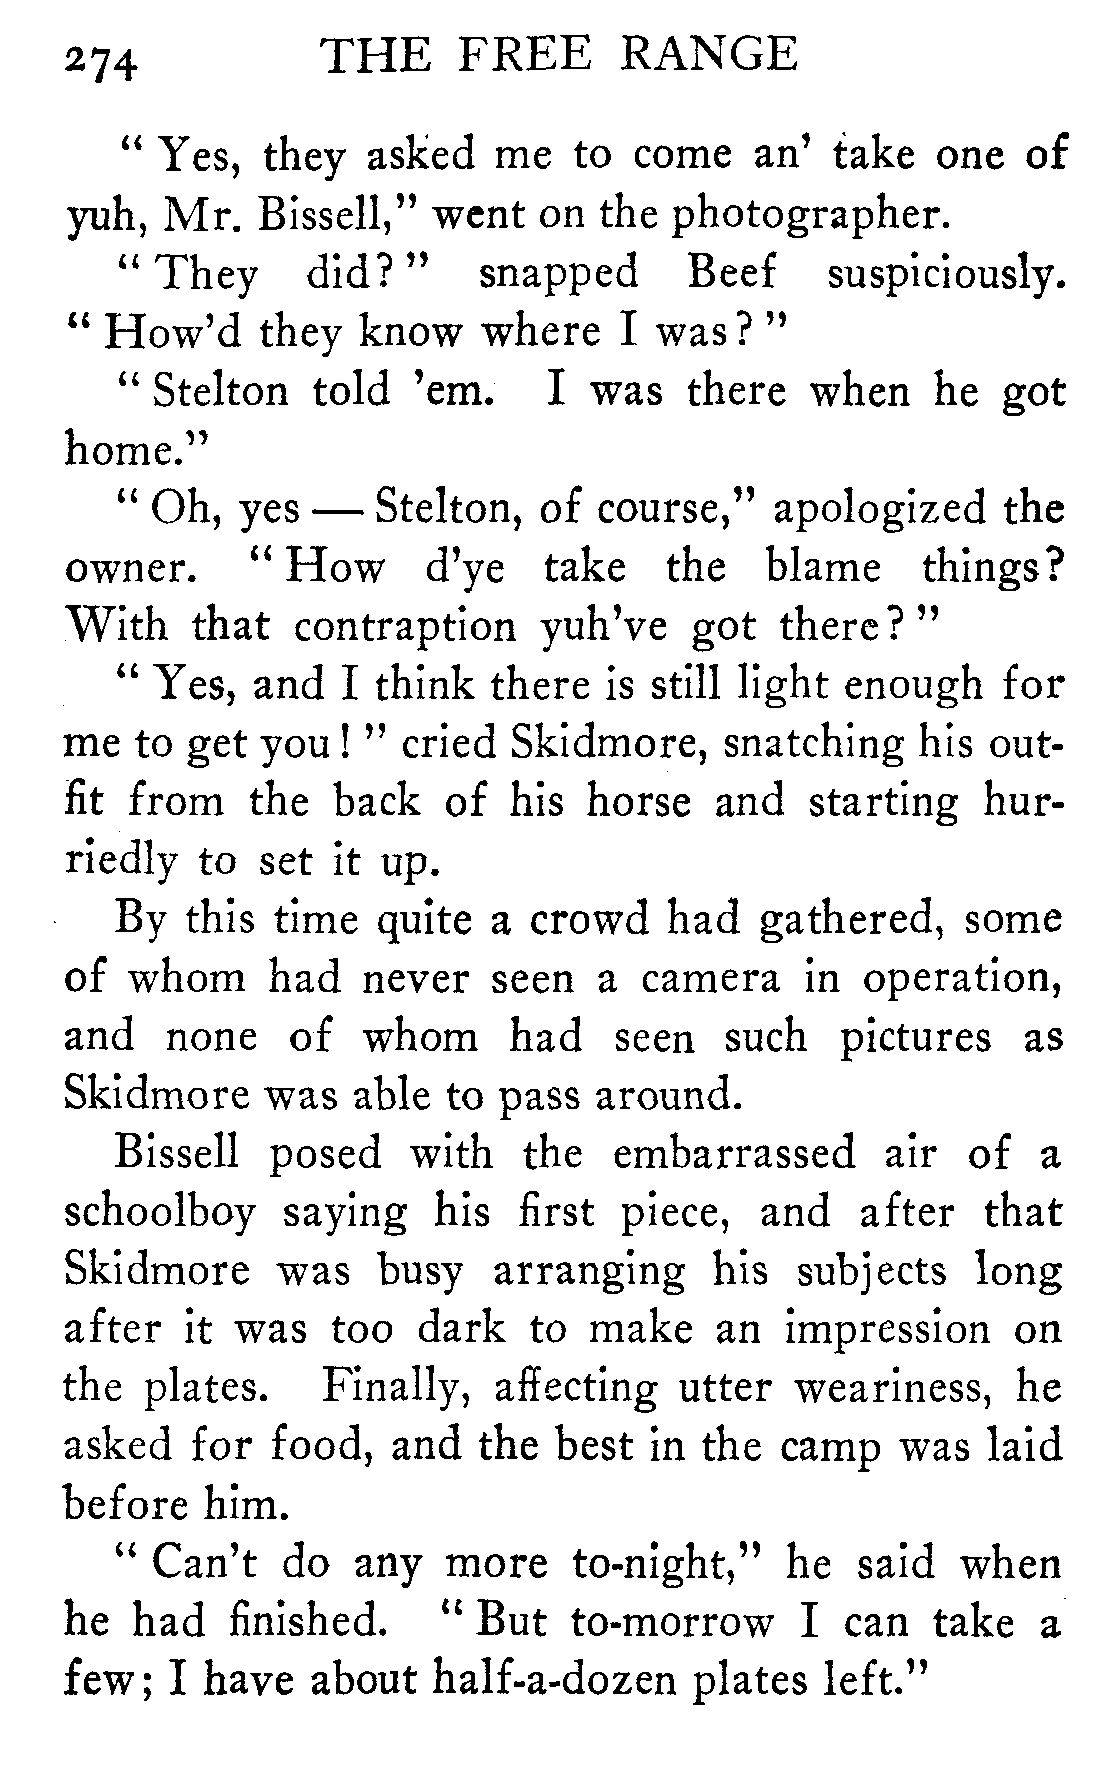 274 THE FREE RANGE
" Yes, they asked me to come an' take one of
yuh, Mr. Bissell," went on the photographer.
" They did? " snapped Beef suspiciously.
" How'd they know where I was? "
" Stelton told 'em. I was there when he got
home."
" Oh, yes — Stelton, of course," apologized the
owner. " How d'ye take the blame things?
With that contraption yuh've got there? "
" Yes, and I think there is still light enough for
me to get you! " cried Skidmore, snatching his out-
fit from the back of his horse and starting hur-
riedly to set it up.
By this time quite a crowd had gathered, some
of whom had never seen a camera in operation,
and none of whom had seen such pictures as
Skidmore was able to pass around.
Bissell posed with the embarrassed air of a
schoolboy saying his first piece, and after that
Skidmore was busy arranging his subjects long
after it was too dark to make an impression on
the plates. Finally, affecting utter weariness, he
asked for food, and the best in the camp was laid
before him.
" Can't do any more to-night," he said when
he had finished. " But to-morrow I can take a
few; I have about half-a-dozen plates left."